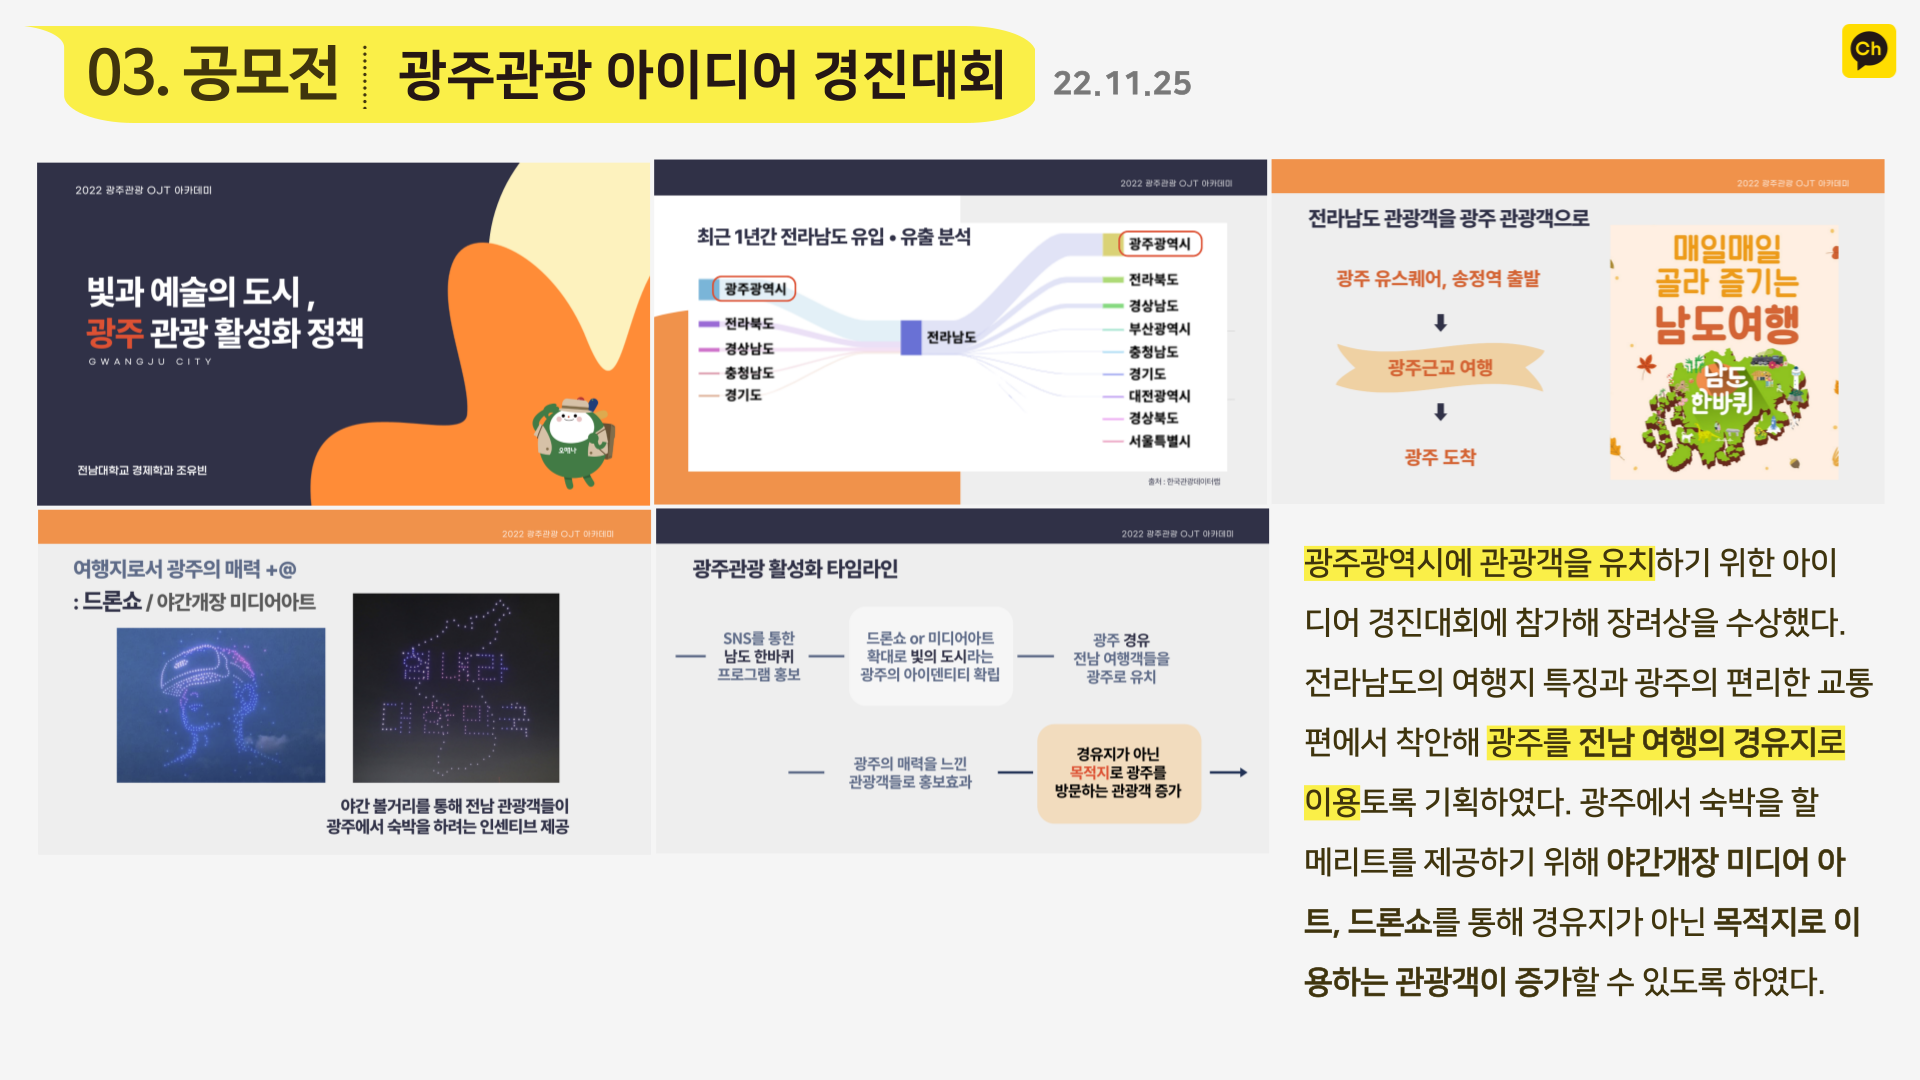 03. 공모전
광주관광 아이디어 경진대회
22.11.25
Ch
2022 광주관광 OJT 아카데미
빛과 예술의 도시 ,
광주 관광 활성화 정책
GWANGJU CITY
오매나
전남대학교 경제학과 조유빈
2022 광주관광 OJT 아카데미
최근 1년간 전라남도 유입 • 유출 분석
광주광역시
전라북도
경상남도
충청남도
경기도
전라남도
광주광역시
전라북도
경상남도
부산광역시
충청남도
경기도
대전광역시
경상북도
서울특별시
출처 : 한국관광데이터랩
2022 광주관광 OJT 아카데미
전라남도 관광객을 광주 관광객으로
광주 유스퀘어, 송정역 출발
광주근교 여행
광주 도착
매일매일
골라 즐기는
남도여행
남도
한바퀴
2022 광주관광 OJT 아카데미
여행지로서 광주의 매력 +@
: 드론쇼 / 야간개장 미디어아트
힘내라
대한민국
야간 볼거리를 통해 전남 관광객들이
광주에서 숙박을 하려는 인센티브 제공
2022 광주관광 OJT 아카데미
광주관광 활성화 타임라인
SNS를 통한
남도 한바퀴
프로그램 홍보
드론쇼 or 미디어아트
확대로 빛의 도시라는
광주의 아이덴티티 확립
광주 경유
전남 여행객들을
광주로 유치
광주의 매력을 느낀
관광객들로 홍보효과
경유지가 아닌
목적지로 광주를
방문하는 관광객 증가
광주광역시에 관광객을 유치하기 위한 아이
디어 경진대회에 참가해 장려상을 수상했다.
전라남도의 여행지 특징과 광주의 편리한 교통
편에서 착안해 광주를 전남 여행의 경유지로
이용토록 기획하였다. 광주에서 숙박을 할
메리트를 제공하기 위해 야간개장 미디어 아
트, 드론쇼를 통해 경유지가 아닌 목적지로 이
용하는 관광객이 증가할 수 있도록 하였다.